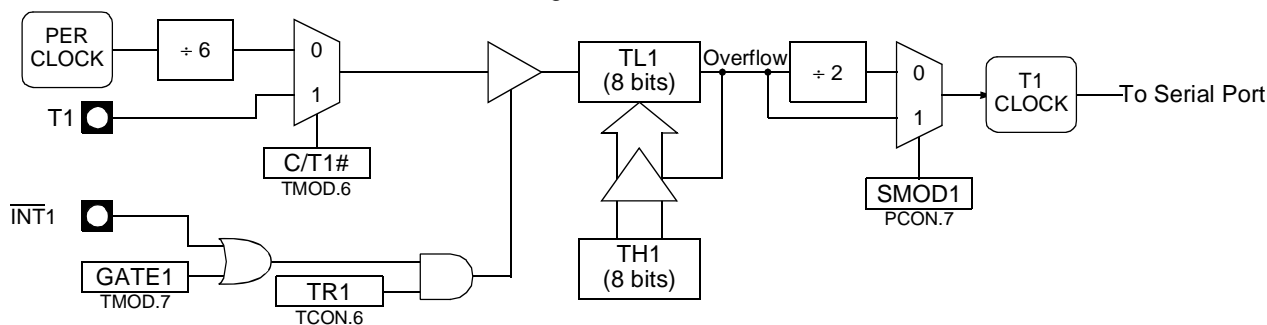 PER
CLOCK
÷ 6
0
1
T1
C/T1#
TMOD.6
INT1
GATE1
TMOD.7
TR1
TCON.6
TL1
(8 bits)
Overflow
TH1
(8 bits)
÷ 2
0
1
SMOD1
PCON.7
T1
CLOCK
To Serial Port